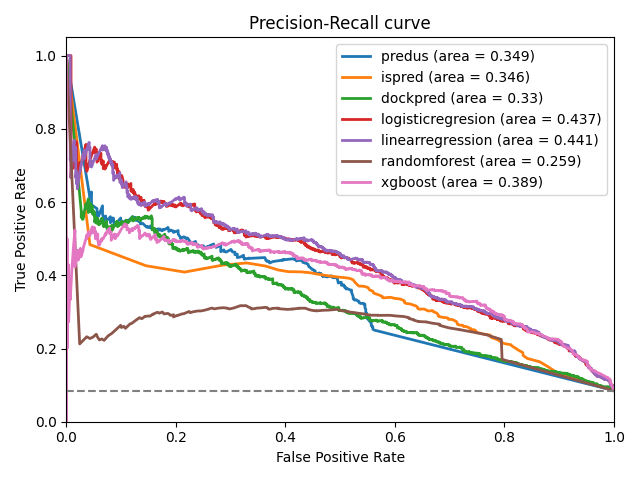 Precision-Recall curve
predus (area = 0.349)
ispred (area = 0.346)
dockpred (area = 0.33)
logisticregresion (area = 0.437)
linearregression (area = 0.441)
randomforest (area = 0.259)
xgboost (area = 0.389)
True Positive Rate
1.0
0.8
0.6
0.4
0.2
0.0
0.0 0.2 0.4 0.6 0.8 1.0
False Positive Rate